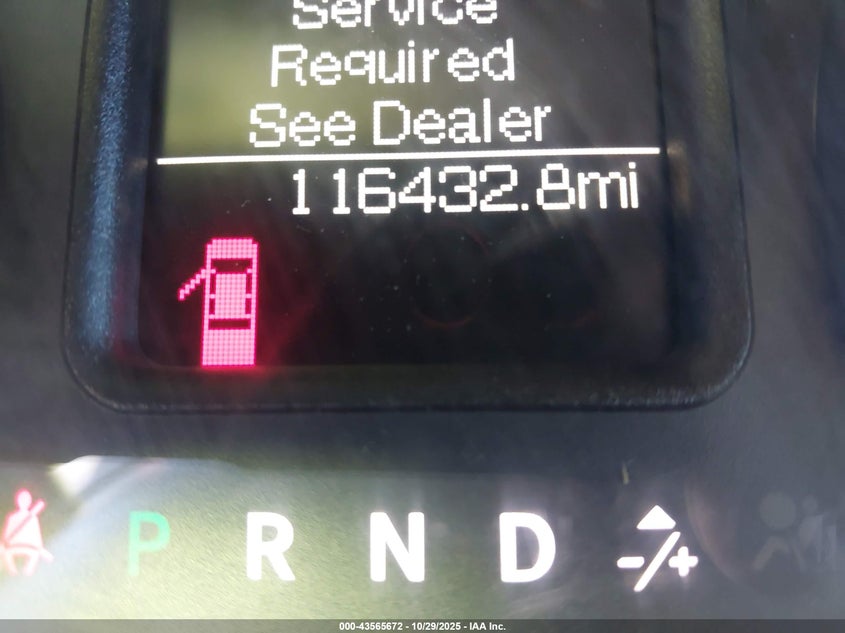 Service
Required
See Dealer
116432.8mi
P R N D -/+
000-43565672 - 10/29/2025 - IAA Inc.